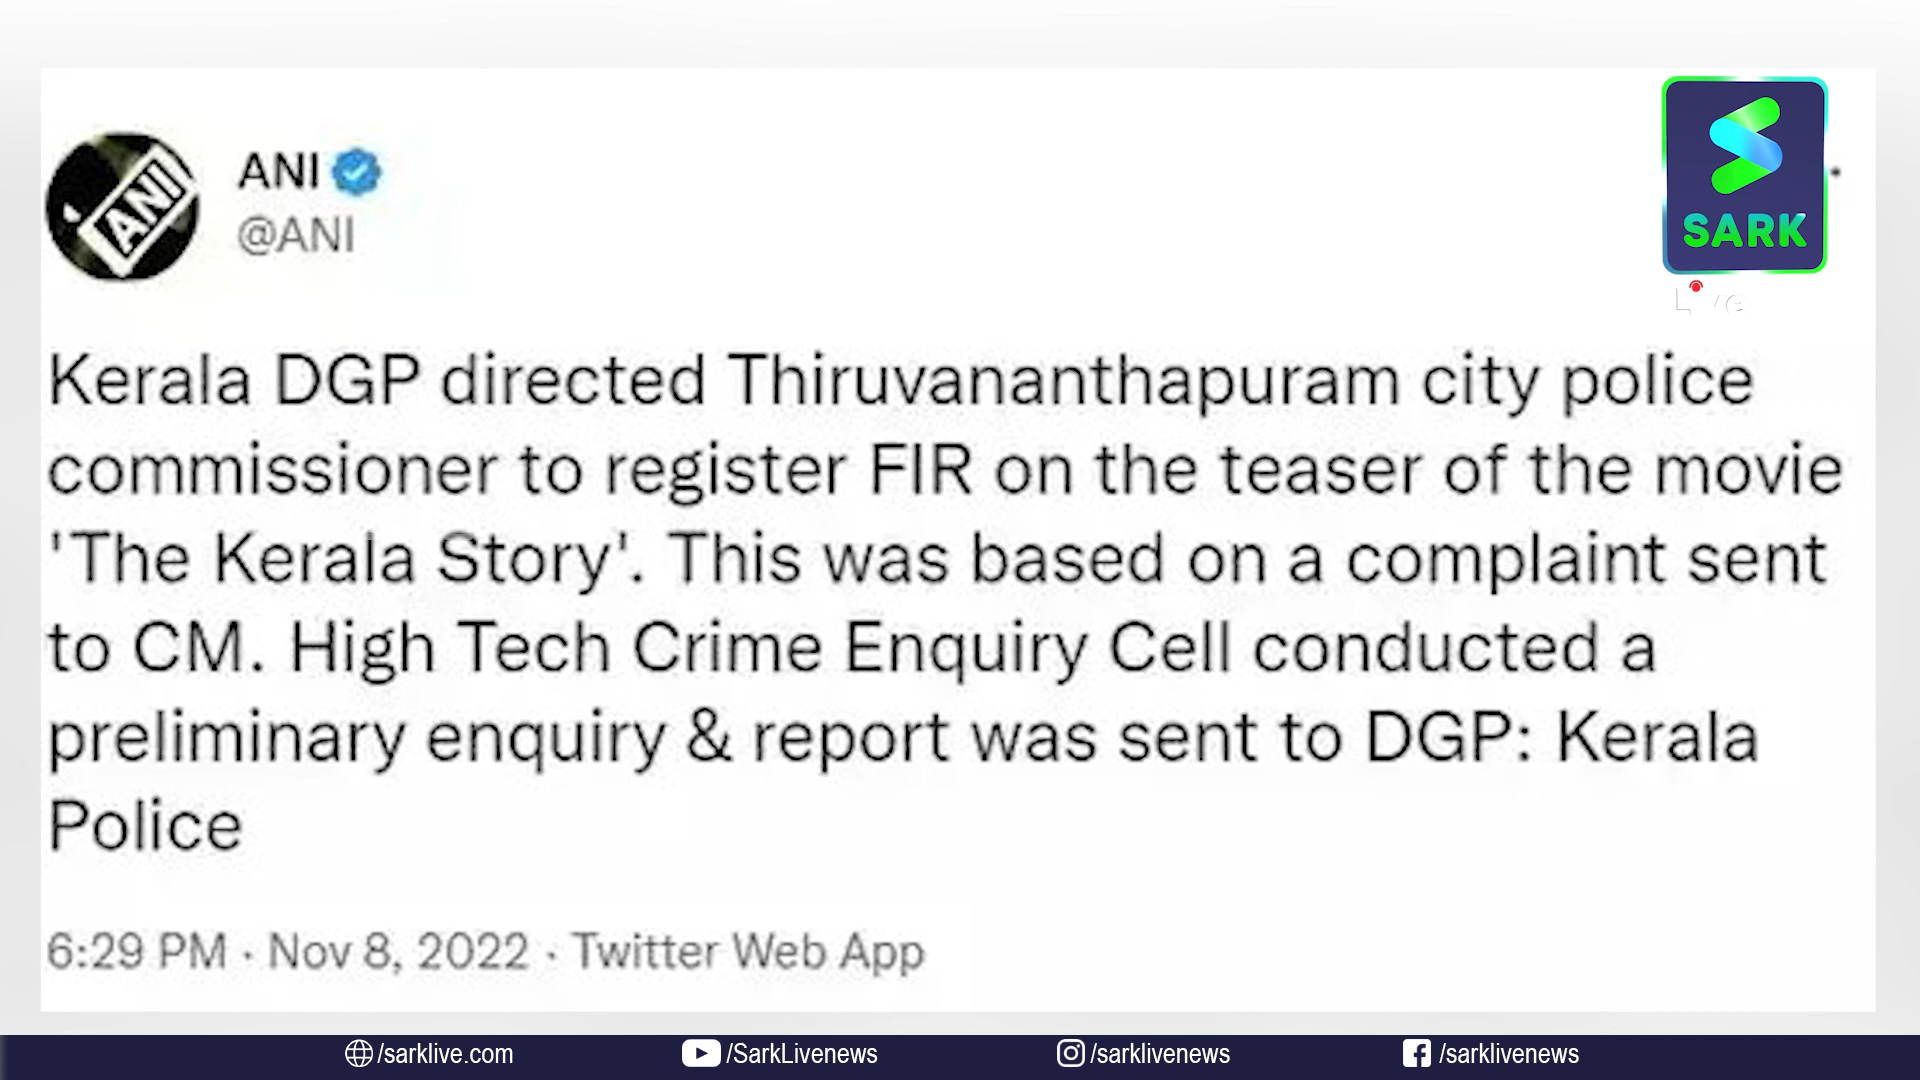 ANI
ANI
@ANI
SARK
Live
Kerala DGP directed Thiruvananthapuram city police
commissioner to register FIR on the teaser of the movie
'The Kerala Story'. This was based on a complaint sent
to CM. High Tech Crime Enquiry Cell conducted a
preliminary enquiry & report was sent to DGP: Kerala
Police
6:29 PM · Nov 8, 2022 · Twitter Web App
/sarklive.com /SarkLivenews /sarklivenews /sarklivenews